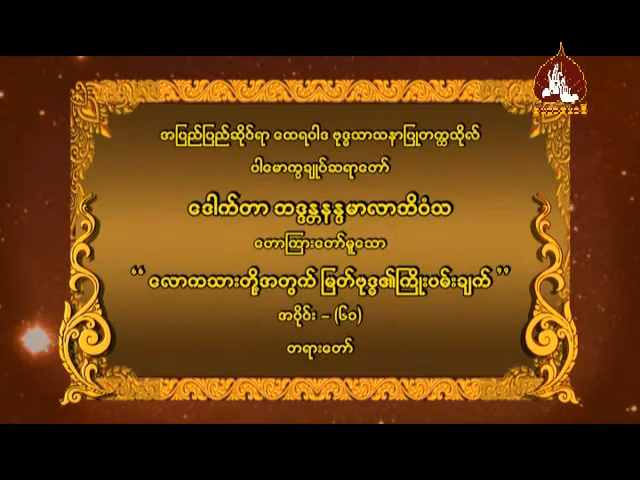 အပြည်ပြည်ဆိုင်ရာ ထေရဝါဒ ဗုဒ္ဓသာသနာပြုတက္ကသိုလ်
ပါမောက္ခချုပ်ဆရာတော်
ဒေါက်တာ ဘဒ္ဒန္တနန္ဒမာလာဘိဝံသ
ဟောကြားတော်မူသော
“ လောကသားတို့အတွက် မြတ်ဗုဒ္ဓ၏ကြိုးပမ်းချက် ”
အပိုင်း – (၆၀)
တရားတော်